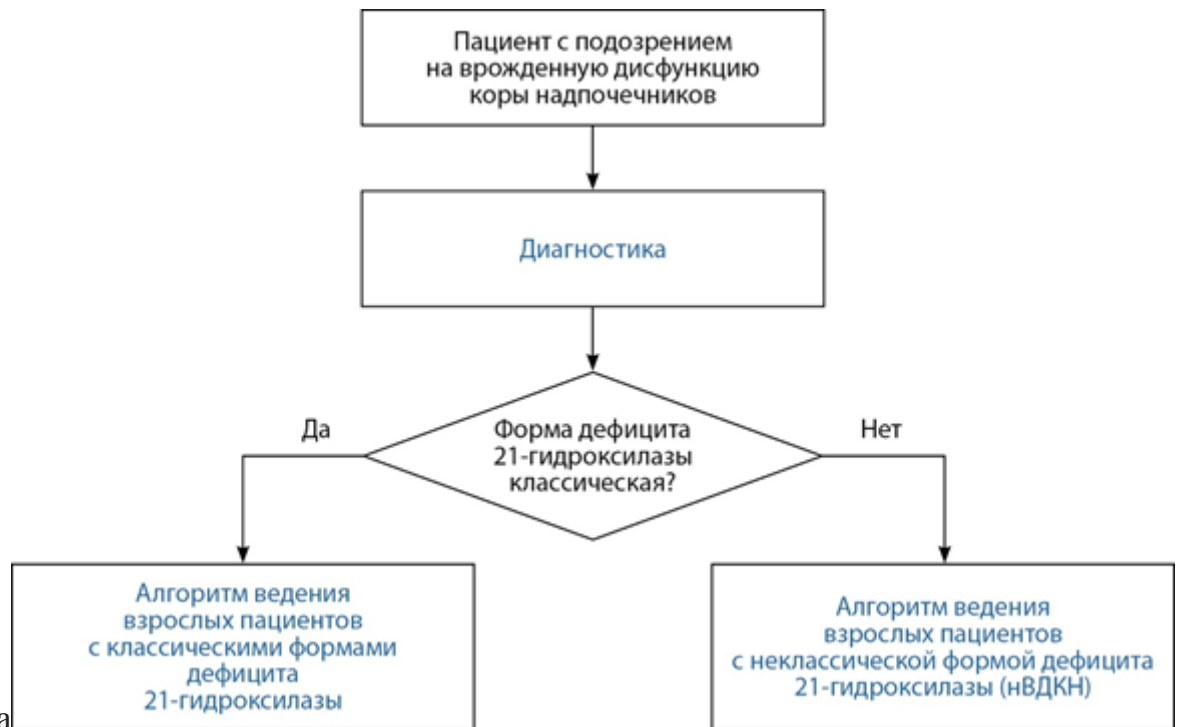 Пациент с подозрением
на врожденную дисфункцию
коры надпочечников
Диагностика
Да
Форма дефицита
21-гидроксилазы
классическая?
Нет
Алгоритм ведения
взрослых пациентов
с классическими формами
дефицита
21-гидроксилазы
Алгоритм ведения
взрослых пациентов
с неклассической формой дефицита
21-гидроксилазы (нВДКН)
а